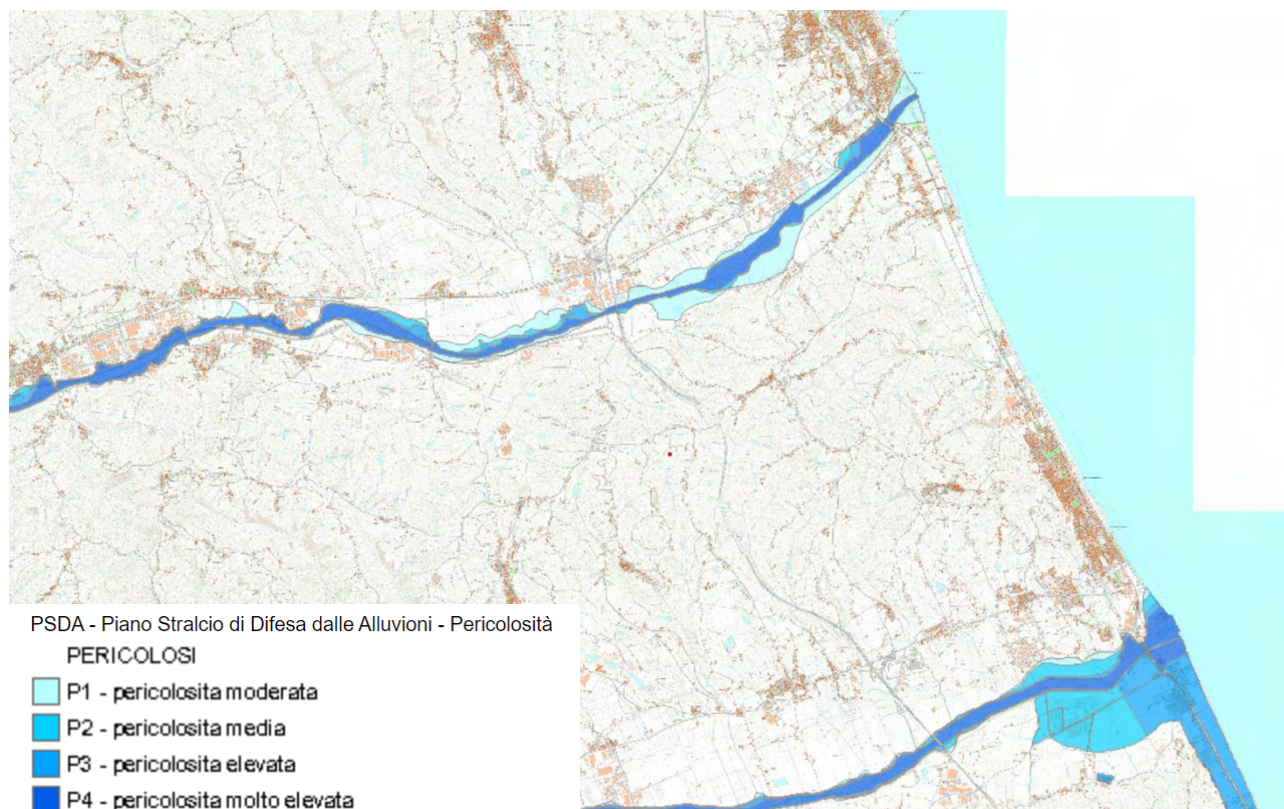 PSDA - Piano Stralcio di Difesa dalle Alluvioni - Pericolosità
PERICOLOSI
P1 - pericolosita moderata
P2 - pericolosita media
P3 - pericolosita elevata
P4 - pericolosita molto elevata